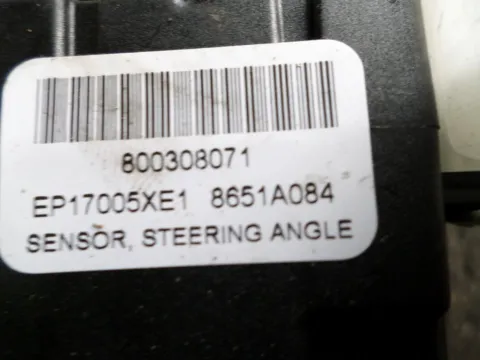 800308071
EP17005XE1 8651A084
SENSOR, STEERING ANGLE